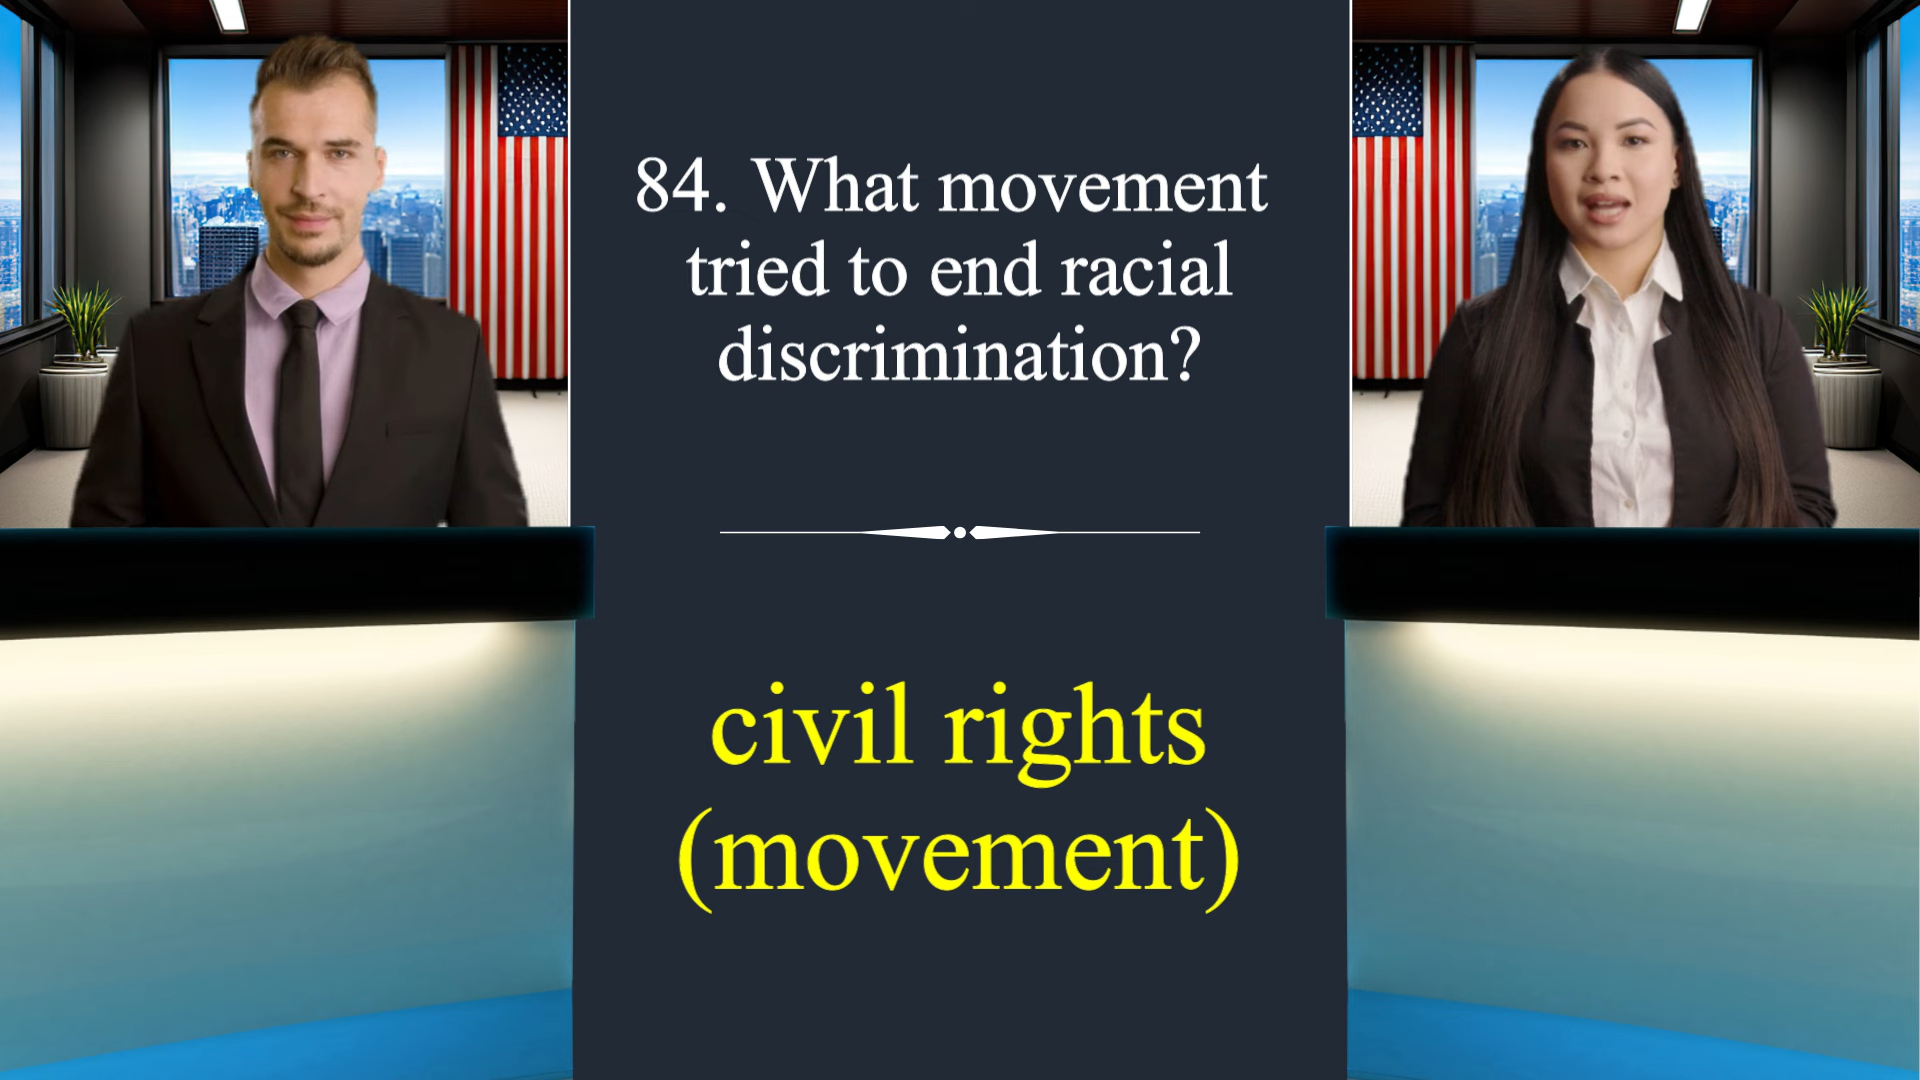 84. What movement
tried to end racial
discrimination?
civil rights
(movement)